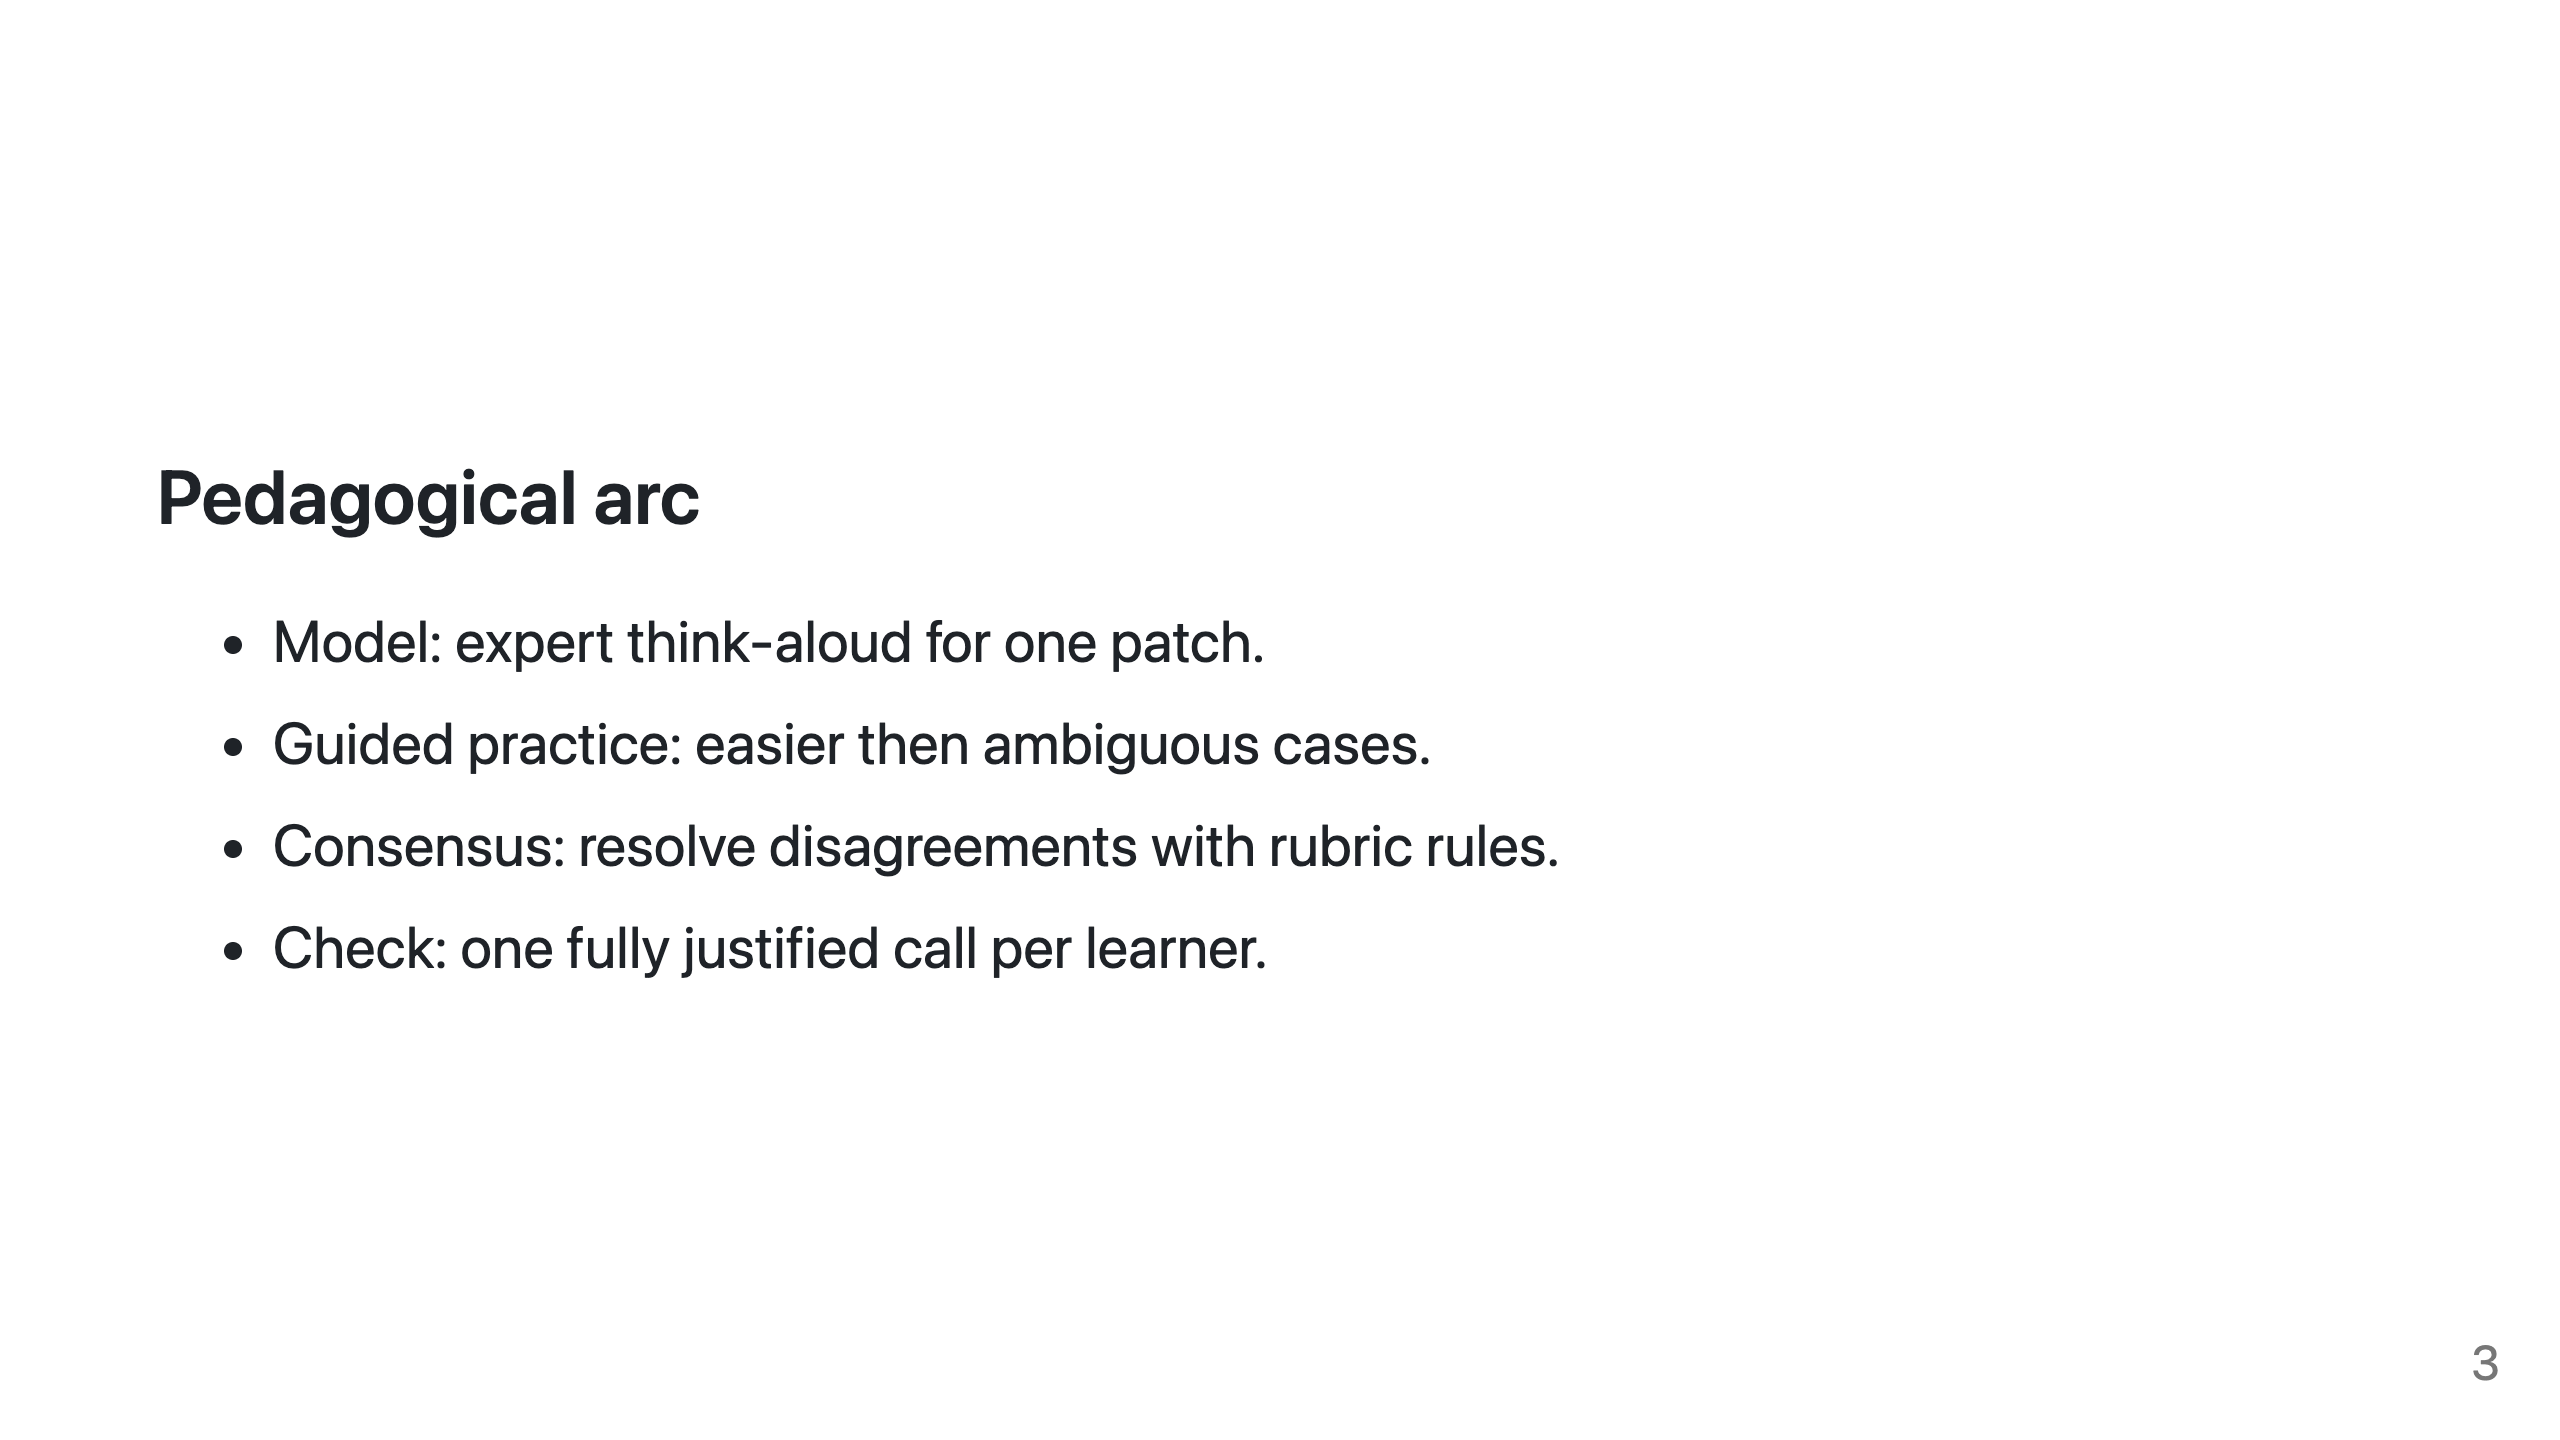 Pedagogical arc
• Model: expert think-aloud for one patch.
• Guided practice: easier then ambiguous cases.
• Consensus: resolve disagreements with rubric rules.
• Check: one fully justified call per learner.
3